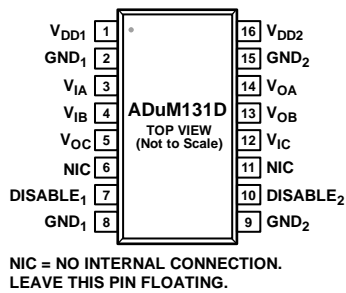 VDD1 1 16 VDD2
GND1 2 15 GND2
VIA 3 14 VOA
VIB 4 ADuM131D 13 VOB
VOC 5 TOP VIEW (Not to Scale) 12 VIC
NIC 6 11 NIC
DISABLE1 7 10 DISABLE2
GND1 8 9 GND2
NIC = NO INTERNAL CONNECTION.
LEAVE THIS PIN FLOATING.